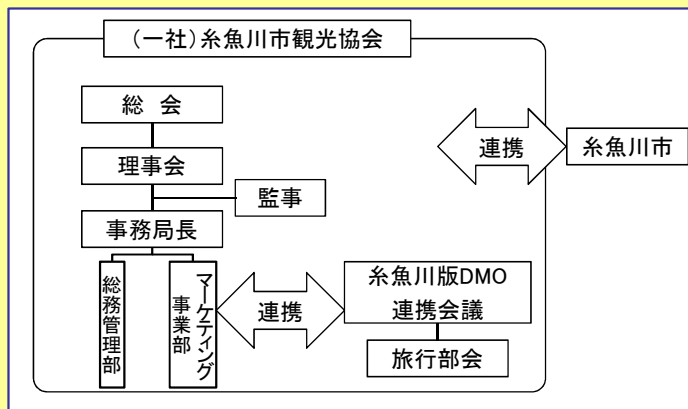 (一社)糸魚川市観光協会
総 会
理事会
監事
事務局長
総務管理部
マーケティング
事業部
連携
糸魚川版DMO
連携会議
旅行部会
連携
糸魚川市